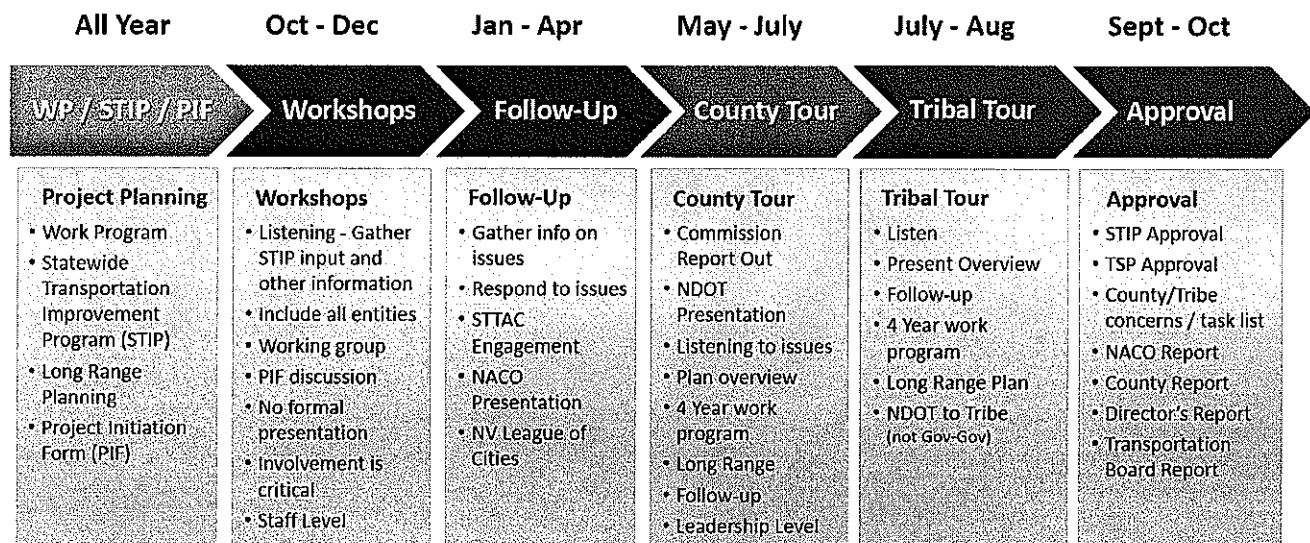 All Year
Oct - Dec
Jan - Apr
May - July
July - Aug
Sept - Oct
WP / STIP / PIF
Workshops
Follow-Up
County Tour
Tribal Tour
Approval
Project Planning
• Work Program
• Statewide
Transportation
Improvement
Program (STIP)
• Long Range
Planning
• Project Initiation
Form (PIF)
Workshops
• Listening - Gather
STIP input and
other information
• Include all entities
• Working group
• PIF discussion
• No formal
presentation
• Involvement is
critical
• Staff Level
Follow-Up
• Gather info on
issues
• Respond to issues
• STTAC
Engagement
• NACO
Presentation
• NV League of
Cities
County Tour
• Commission
Report Out
• NDOT
Presentation
• Listening to issues
• Plan overview
• 4 Year work
program
• Long Range
• Follow-up
• Leadership Level
Tribal Tour
• Listen
• Present Overview
• Follow-up
• 4 Year work
program
• Long Range Plan
• NDOT to Tribe
(not Gov-Gov)
Approval
• STIP Approval
• TSP Approval
• County/Tribe
concerns / task list
• NACO Report
• County Report
• Director's Report
• Transportation
Board Report